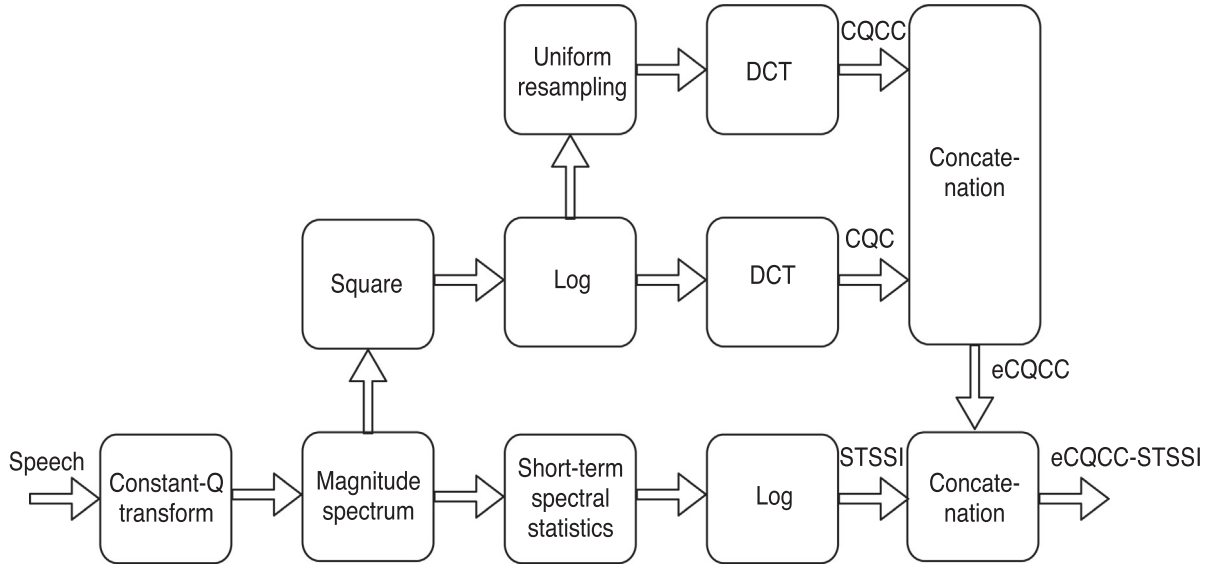 Uniform
resampling
DCT
CQCC
Concate-
nation
Square
Log
DCT
CQC
eCQCC
Speech
Constant-Q
transform
Magnitude
spectrum
Short-term
spectral
statistics
Log
STSSI
Concate-
nation
eCQCC-STSSI